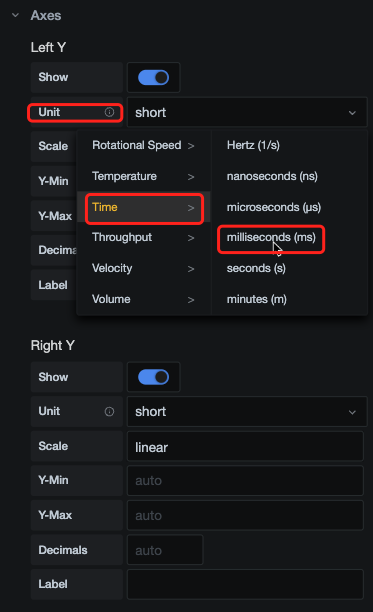 Axes
Left Y
Show
Unit short
Scale Rotational Speed > Hertz (1/s)
Y-Min Temperature > nanoseconds (ns)
Y-Max Time > microseconds (µs)
Decima Throughput > milliseconds (ms)
Label Velocity > seconds (s)
Volume > minutes (m)
Right Y
Show
Unit short
Scale linear
Y-Min auto
Y-Max auto
Decimals auto
Label